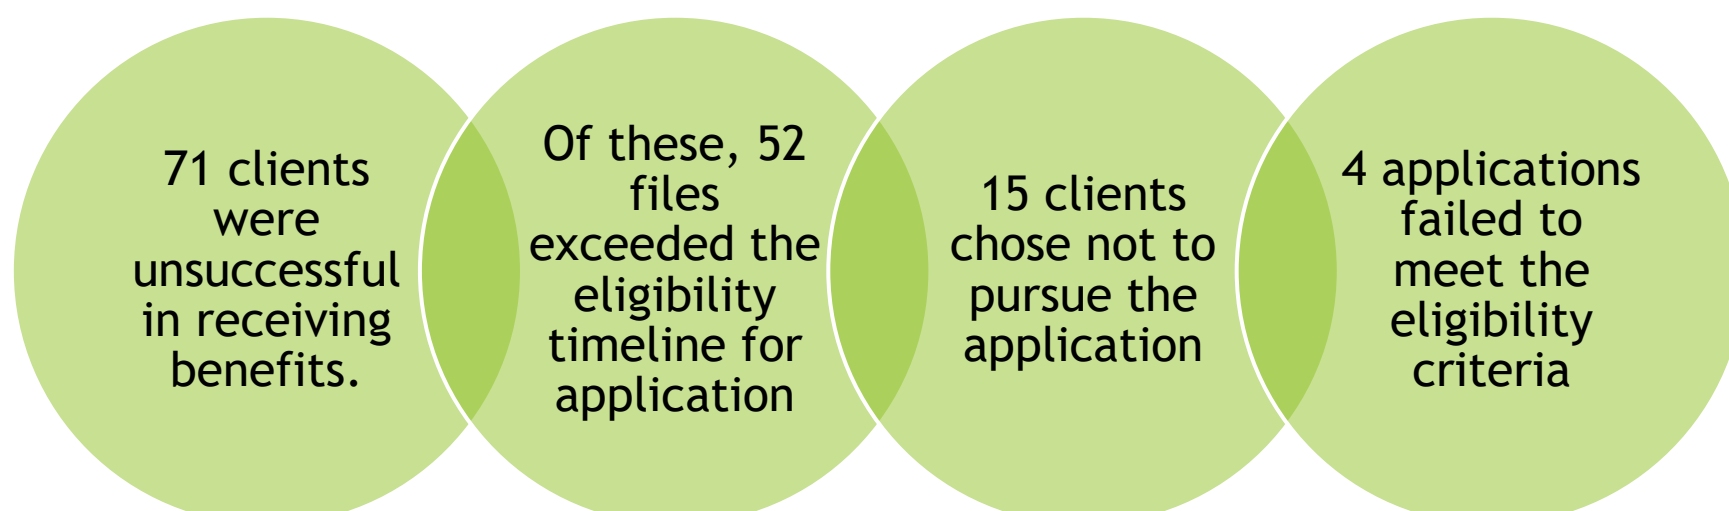 71 clients
were
unsuccessful
in receiving
benefits.
Of these, 52
files
exceeded the
eligibility
timeline for
application
15 clients
chose not to
pursue the
application
4 applications
failed to
meet the
eligibility
criteria